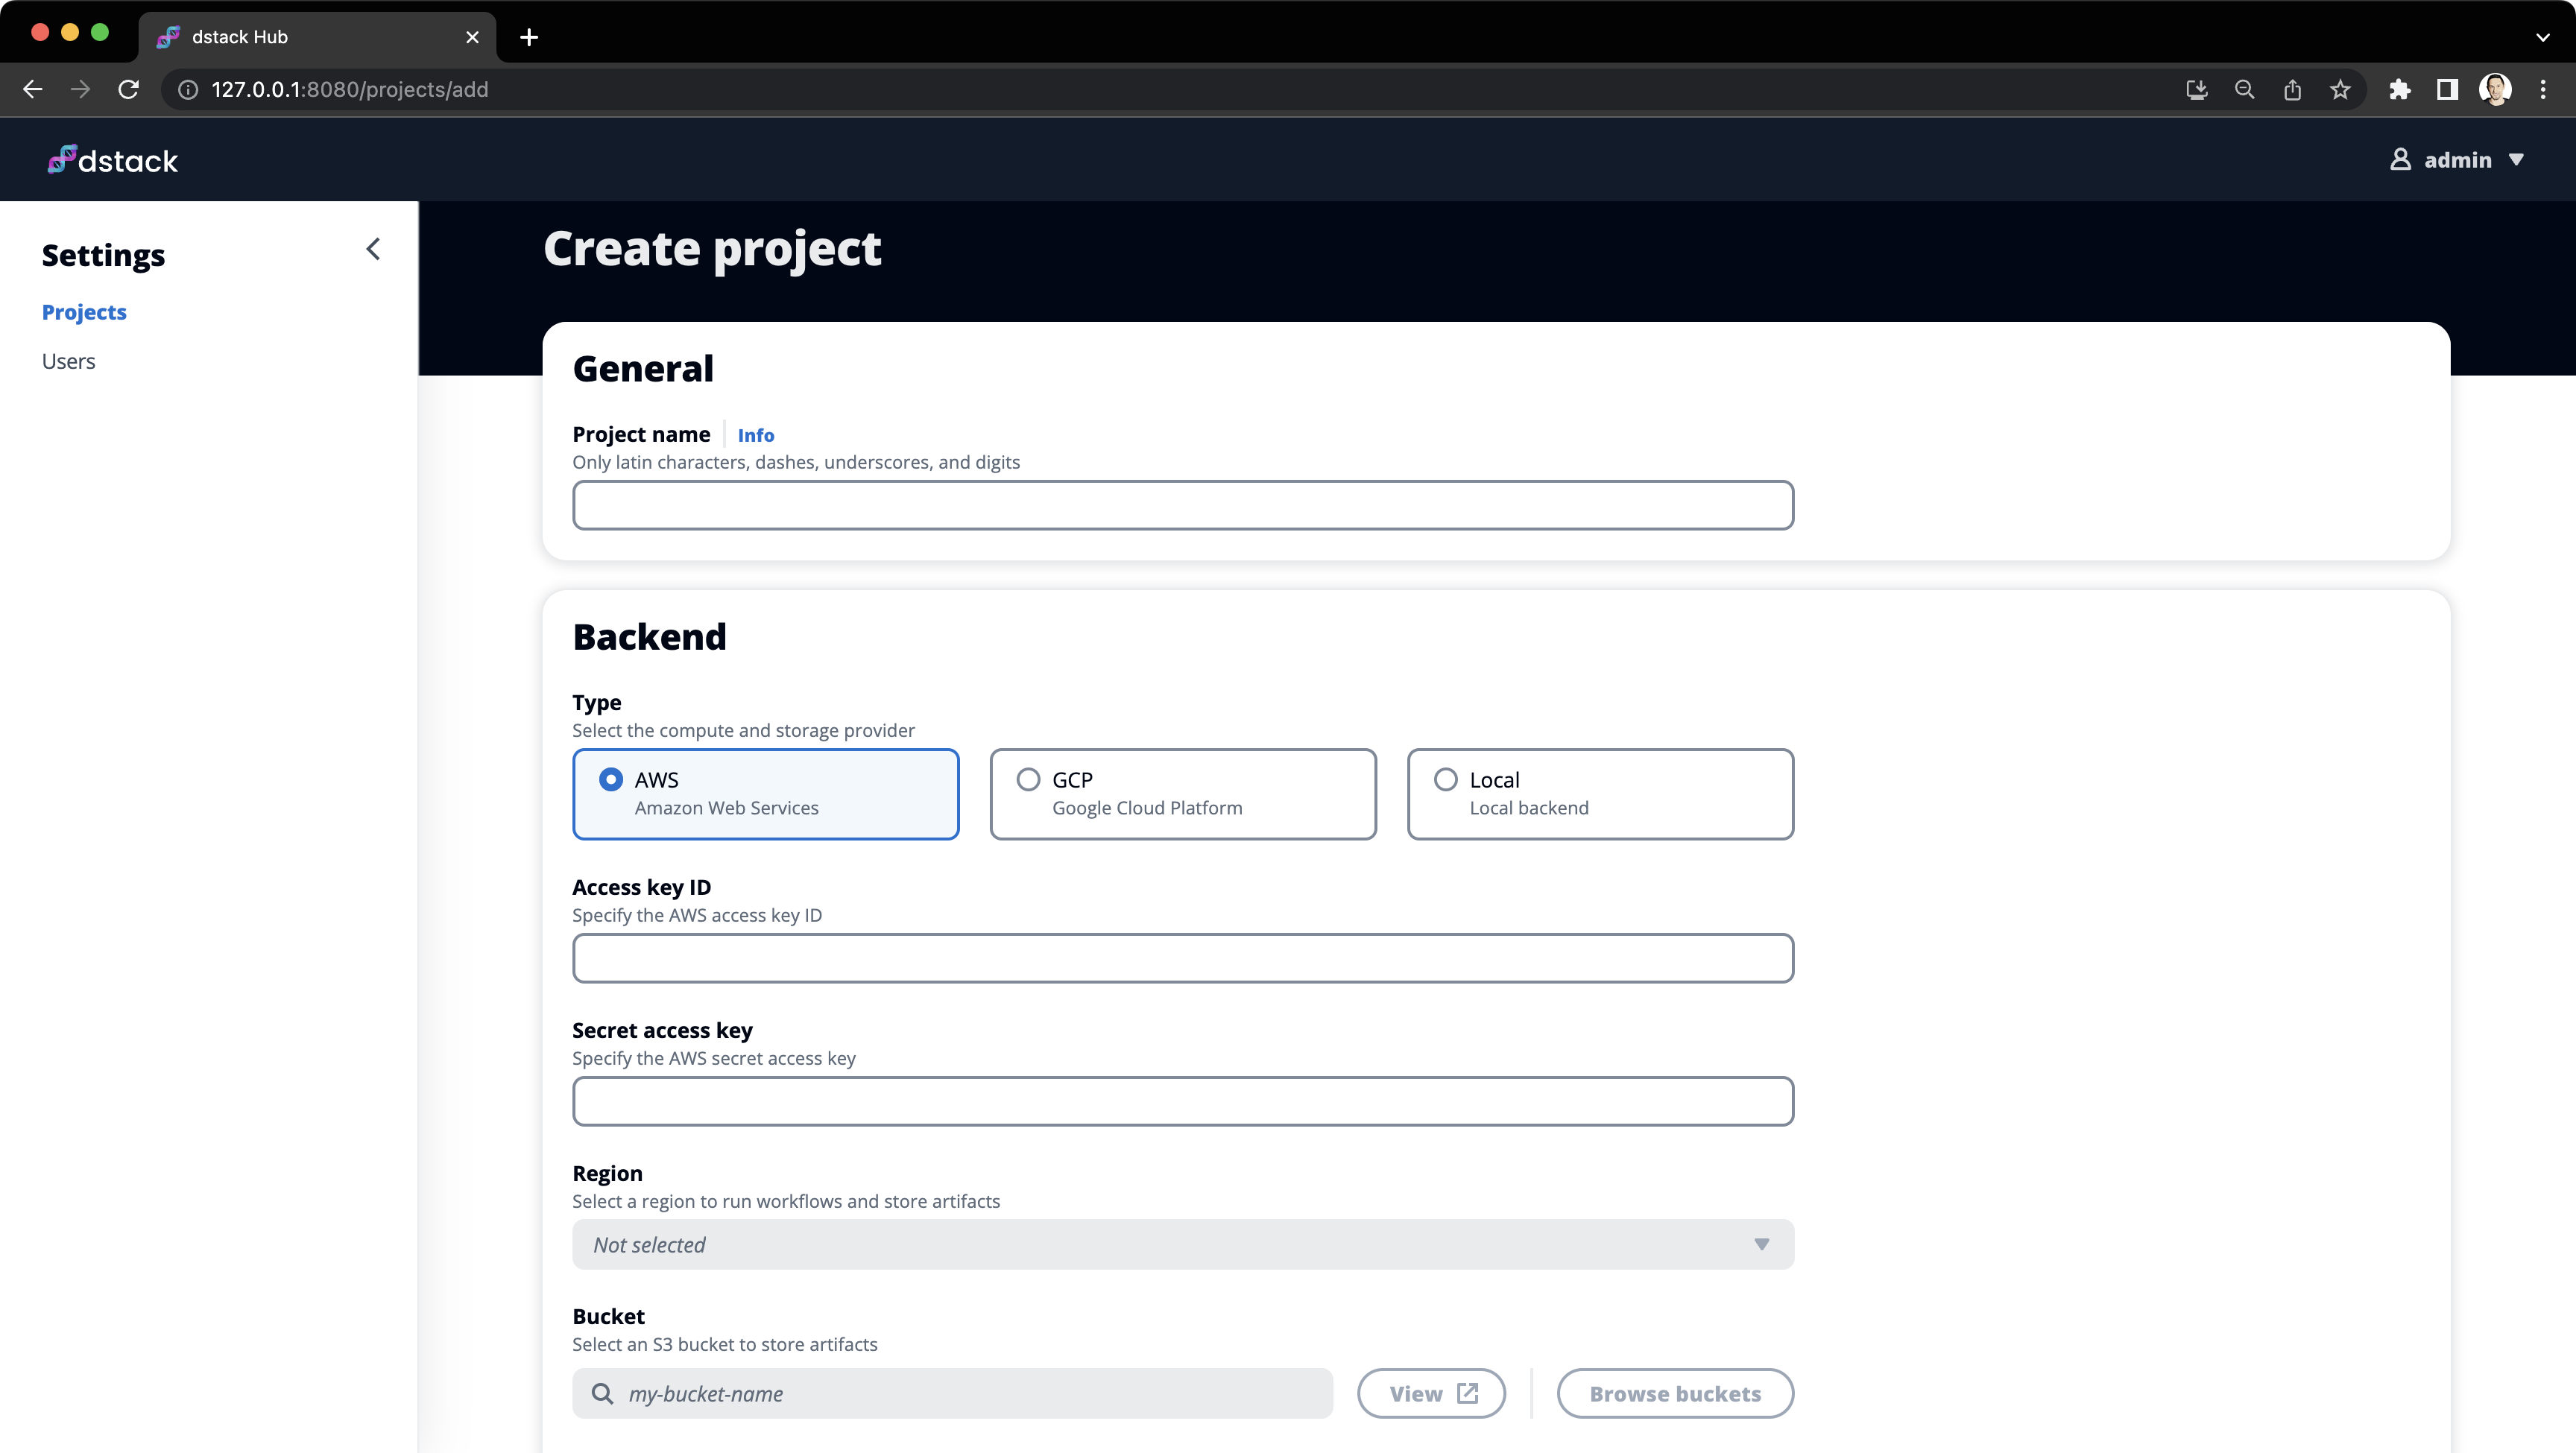 dstack Hub
127.0.0.1:8080/projects/add
dstack
admin
Settings
Projects
Users
Create project
General
Project name
Info
Only latin characters, dashes, underscores, and digits
Backend
Type
Select the compute and storage provider
AWS
Amazon Web Services
GCP
Google Cloud Platform
Local
Local backend
Access key ID
Specify the AWS access key ID
Secret access key
Specify the AWS secret access key
Region
Select a region to run workflows and store artifacts
Not selected
Bucket
Select an S3 bucket to store artifacts
my-bucket-name
View
Browse buckets